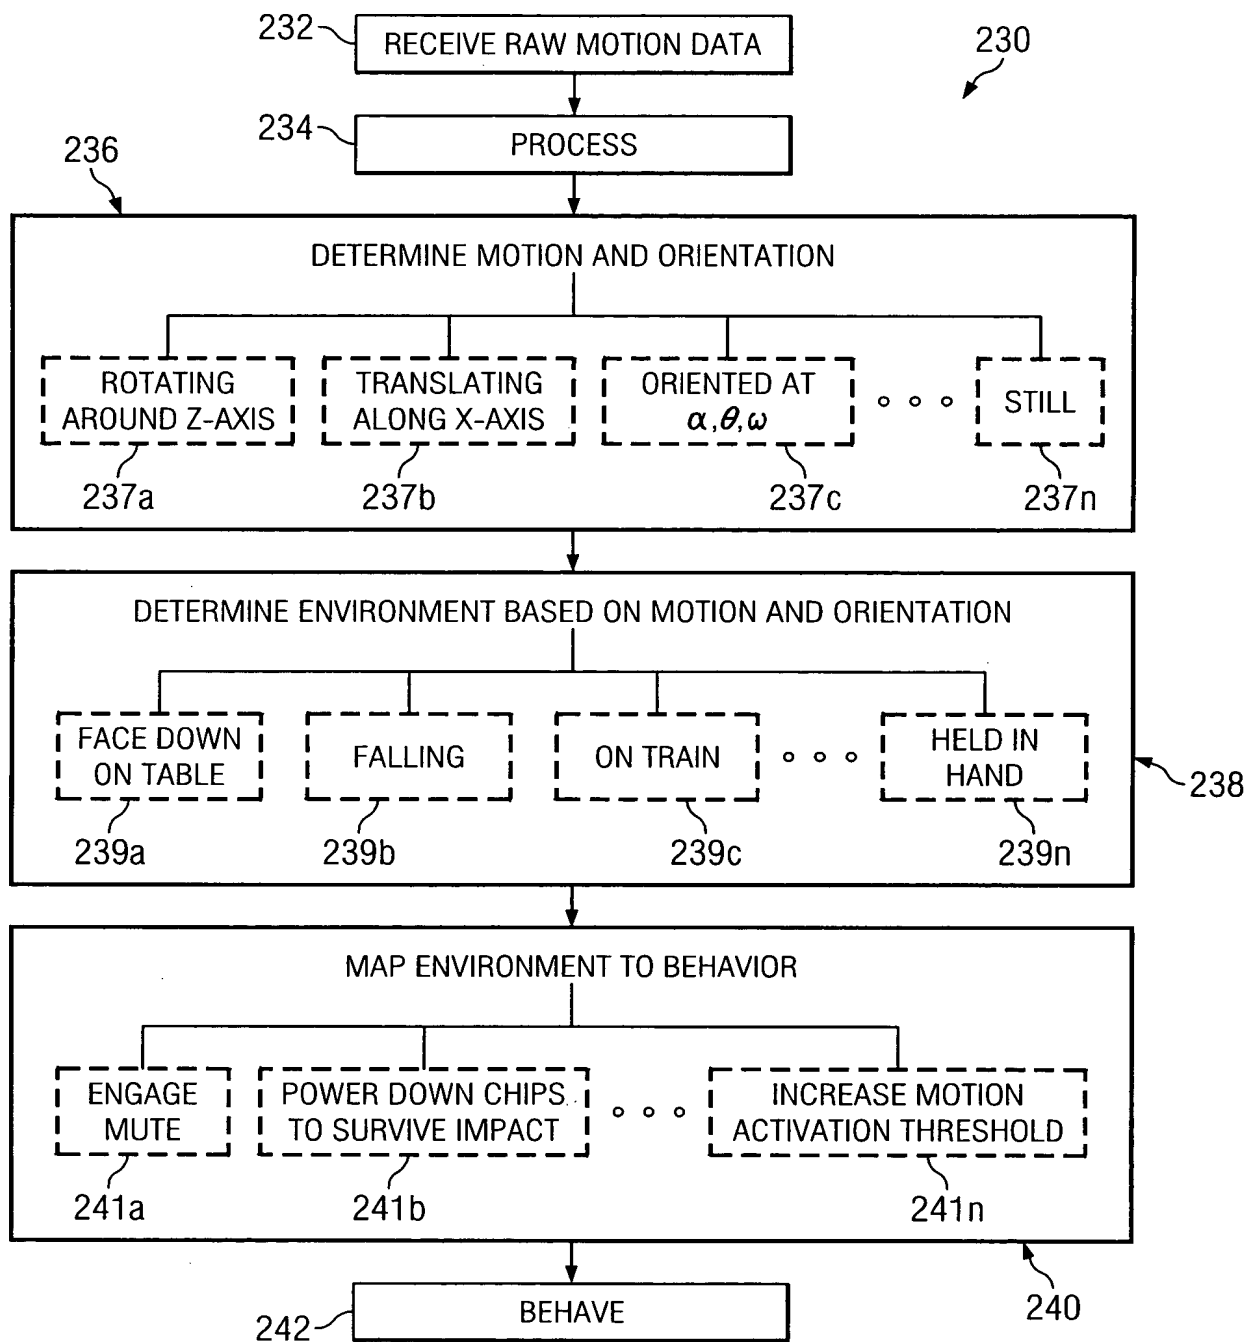 232
RECEIVE RAW MOTION DATA
230
234
PROCESS
236
DETERMINE MOTION AND ORIENTATION
ROTATING
AROUND Z-AXIS
TRANSLATING
ALONG X-AXIS
ORIENTED AT
α,θ,ω
STILL
237a
237b
237c
237n
DETERMINE ENVIRONMENT BASED ON MOTION AND ORIENTATION
FACE DOWN
ON TABLE
FALLING
ON TRAIN
HELD IN
HAND
238
239a
239b
239c
239n
MAP ENVIRONMENT TO BEHAVIOR
ENGAGE
MUTE
POWER DOWN CHIPS
TO SURVIVE IMPACT
INCREASE MOTION
ACTIVATION THRESHOLD
241a
241b
241n
240
242
BEHAVE